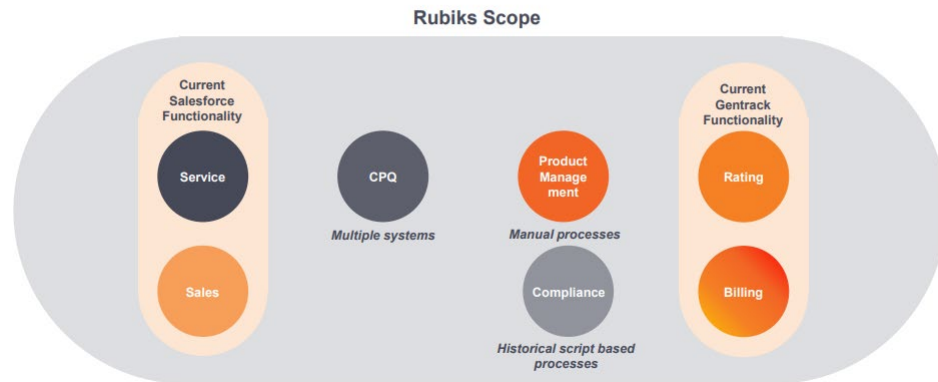 Rubiks Scope
Current
Salesforce
Functionality
Service
Sales
CPQ
Multiple systems
Product
Manage
ment
Manual processes
Compliance
Historical script based
processes
Current
Gentrack
Functionality
Rating
Billing